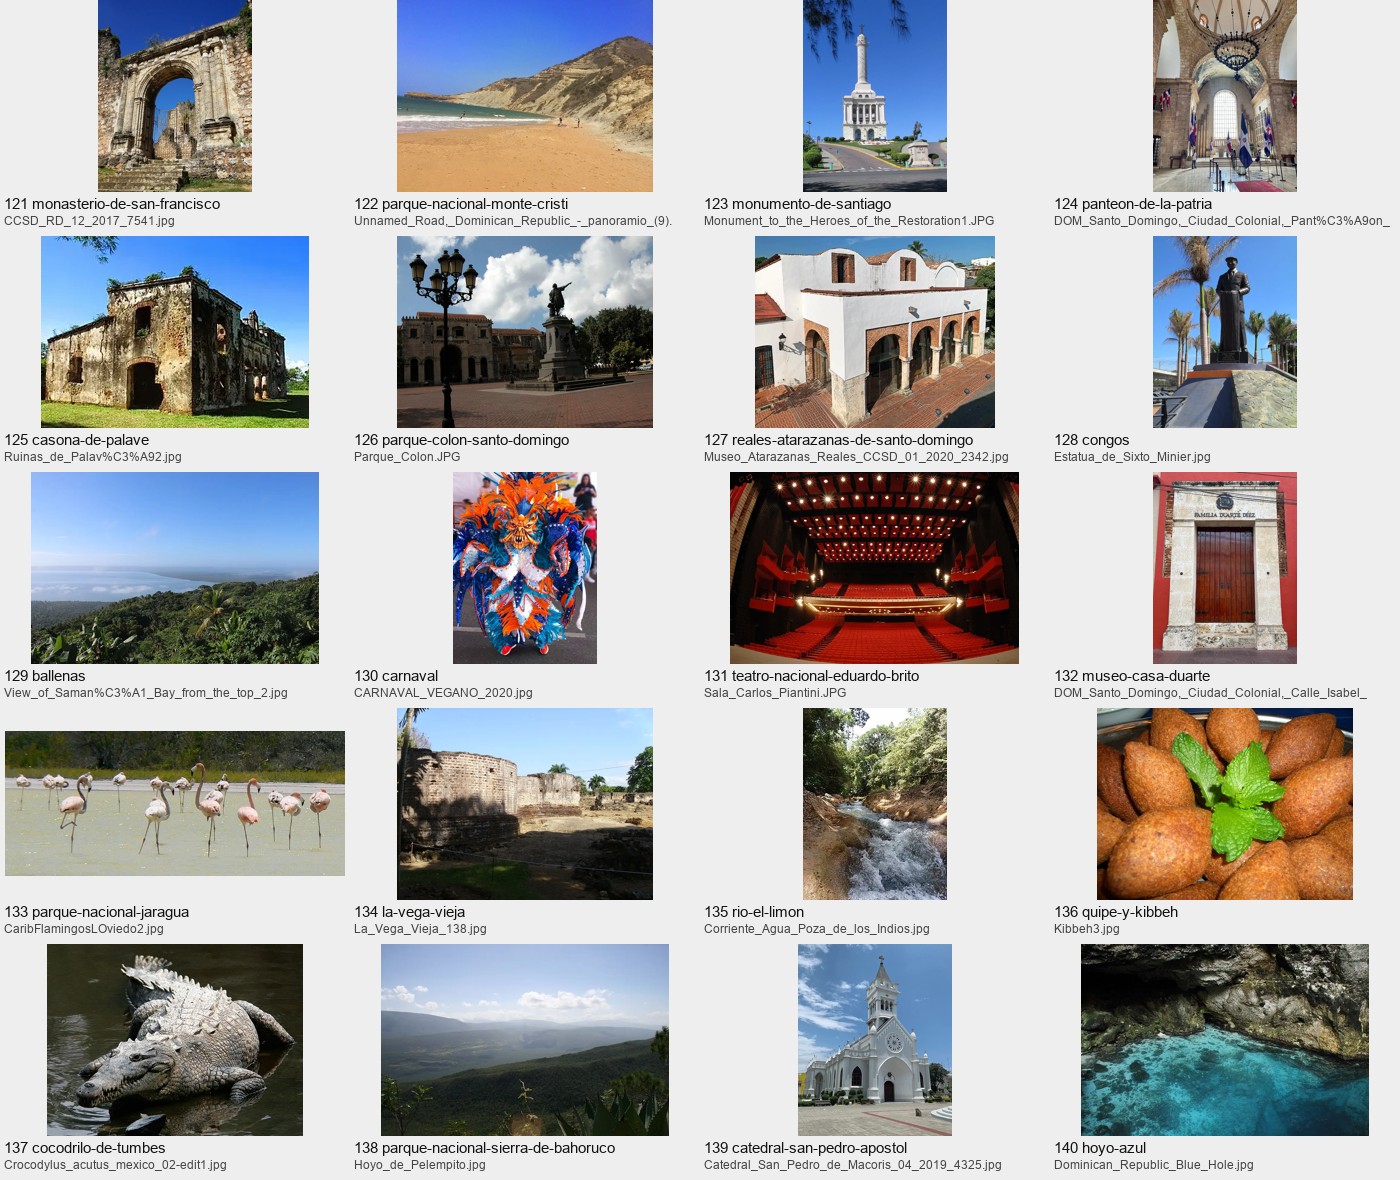 121 monasterio-de-san-francisco
CCSD_RD_12_2017_7541.jpg
122 parque-nacional-monte-cristi
Unnamed_Road,_Dominican_Republic_-_panoramio_(9).
123 monumento-de-santiago
Monument_to_the_Heroes_of_the_Restoration1.JPG
124 panteon-de-la-patria
DOM_Santo_Domingo,_Ciudad_Colonial,_Pant%C3%A9on_
125 casona-de-palave
Ruinas_de_Palav%C3%A92.jpg
126 parque-colon-santo-domingo
Parque_Colon.JPG
127 reales-atarazanas-de-santo-domingo
Museo_Atarazanas_Reales_CCSD_01_2020_2342.jpg
128 congos
Estatua_de_Sixto_Minier.jpg
FAMILIA DUARTE DÍEZ
129 ballenas
View_of_Saman%C3%A1_Bay_from_the_top_2.jpg
130 carnaval
CARNAVAL_VEGANO_2020.jpg
131 teatro-nacional-eduardo-brito
Sala_Carlos_Piantini.JPG
132 museo-casa-duarte
DOM_Santo_Domingo,_Ciudad_Colonial,_Calle_Isabel_
133 parque-nacional-jaragua
CaribFlamingosLOviedo2.jpg
134 la-vega-vieja
La_Vega_Vieja_138.jpg
135 rio-el-limon
Corriente_Agua_Poza_de_los_Indios.jpg
136 quipe-y-kibbeh
Kibbeh3.jpg
137 cocodrilo-de-tumbes
Crocodylus_acutus_mexico_02-edit1.jpg
138 parque-nacional-sierra-de-bahoruco
Hoyo_de_Pelempito.jpg
139 catedral-san-pedro-apostol
Catedral_San_Pedro_de_Macoris_04_2019_4325.jpg
140 hoyo-azul
Dominican_Republic_Blue_Hole.jpg